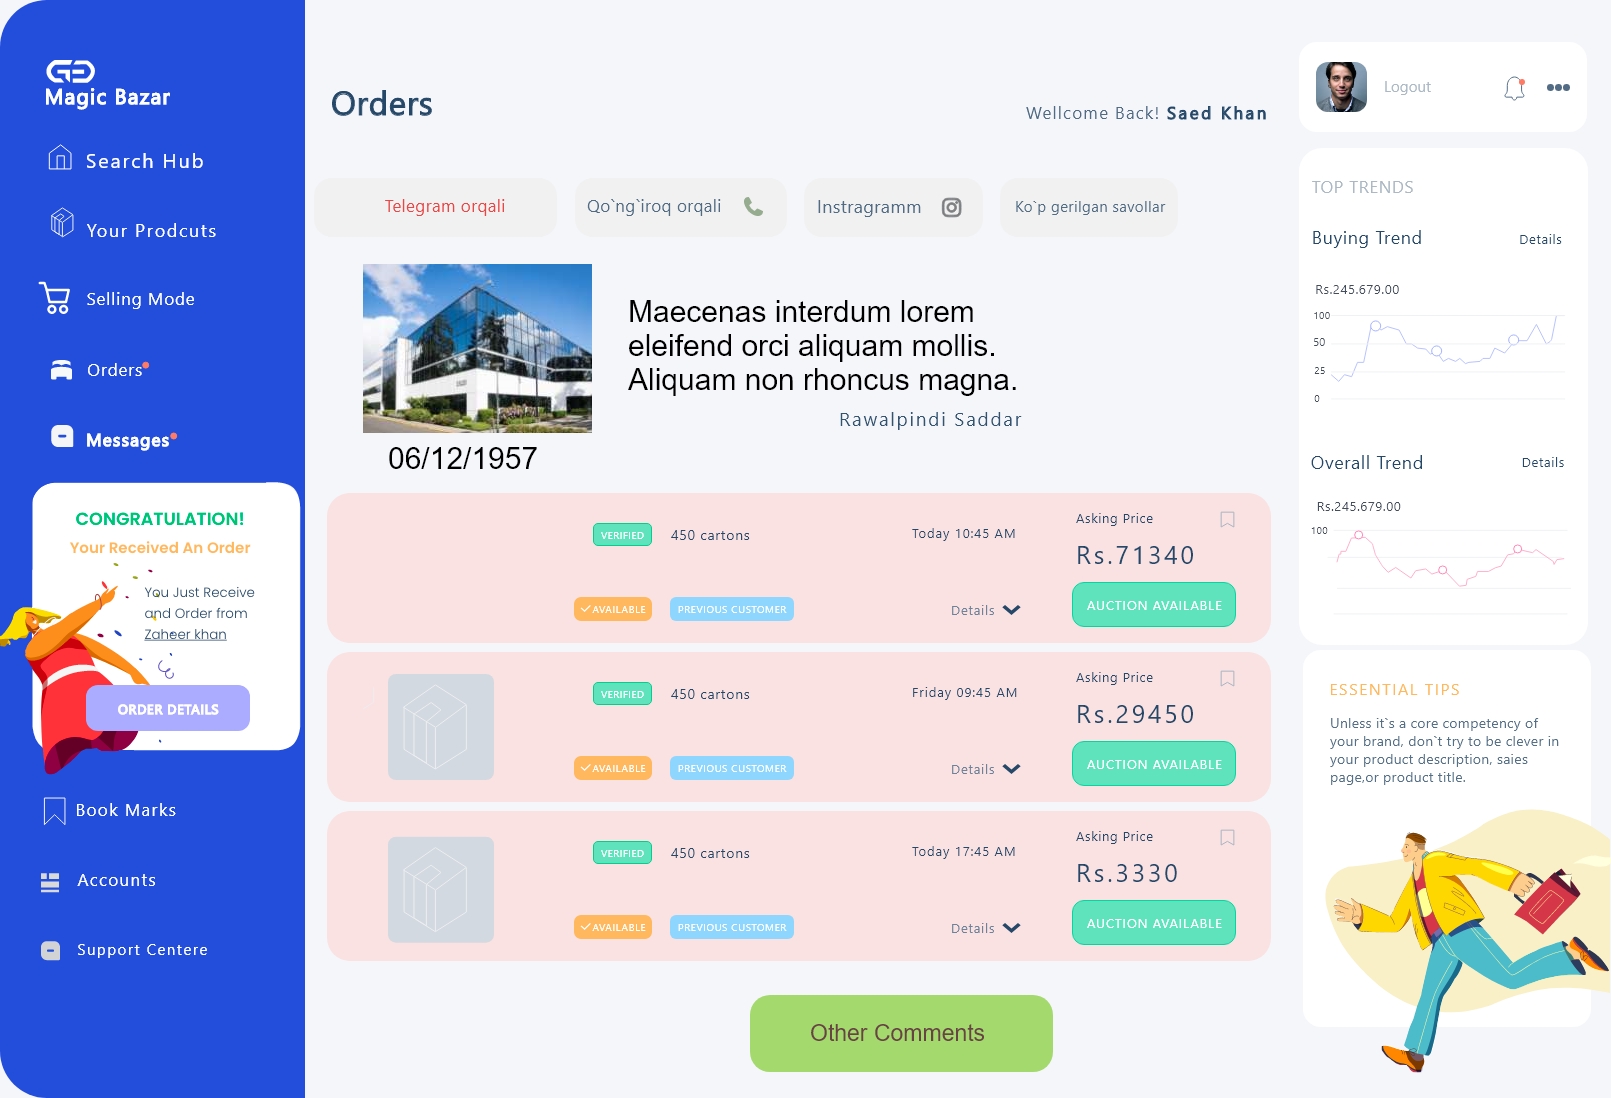 Magic Bazar
Search Hub
Your Prodcuts
Selling Mode
Orders
Messages
CONGRATULATION!
Your Received An Order
You Just Receive
and Order from
Zaheer khan
ORDER DETAILS
Book Marks
Accounts
Support Centere
Orders
Wellcome Back! Saed Khan
Telegram orqali
Qo`ng`iroq orqali
Instragramm
Ko`p gerilgan savollar
Maecenas interdum lorem
eleifend orci aliquam mollis.
Aliquam non rhoncus magna.
Rawalpindi Saddar
06/12/1957
VERIFIED
450 cartons
Today 10:45 AM
Asking Price
Rs.71340
AVAILABLE
PREVIOUS CUSTOMER
Details
AUCTION AVAILABLE
VERIFIED
450 cartons
Friday 09:45 AM
Asking Price
Rs.29450
AVAILABLE
PREVIOUS CUSTOMER
Details
AUCTION AVAILABLE
VERIFIED
450 cartons
Today 17:45 AM
Asking Price
Rs.3330
AVAILABLE
PREVIOUS CUSTOMER
Details
AUCTION AVAILABLE
Other Comments
Logout
TOP TRENDS
Buying Trend
Details
Rs.245.679.00
100
50
25
0
Overall Trend
Details
Rs.245.679.00
100
ESSENTIAL TIPS
Unless it`s a core competency of
your brand, don`t try to be clever in
your product description, saies
page,or product title.